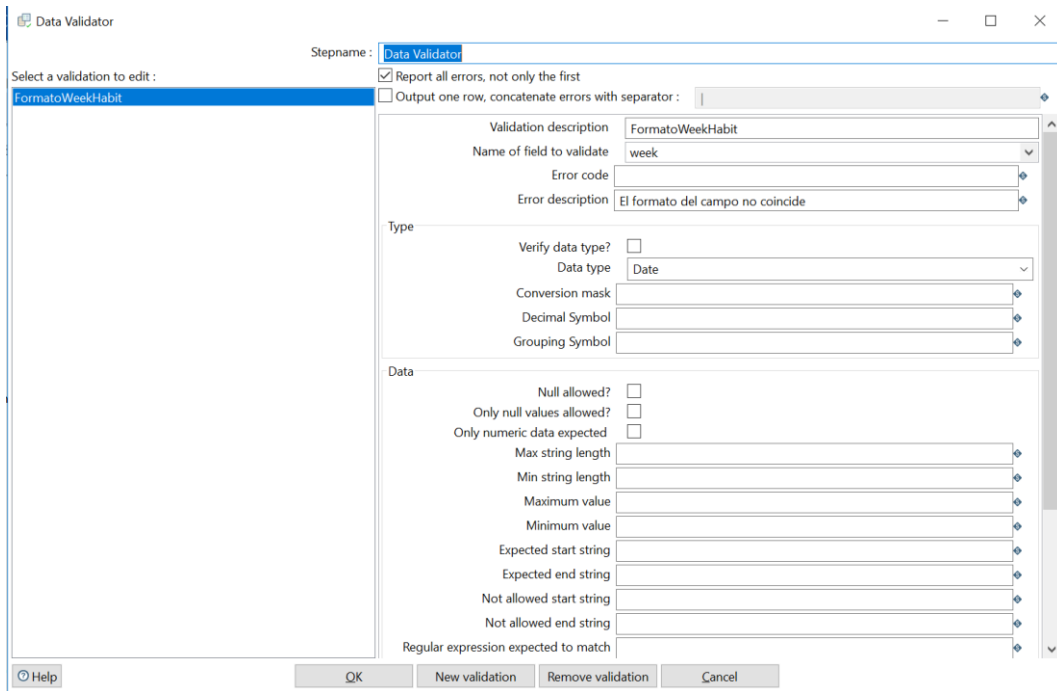 Data Validator
Stepname : Data Validator
Select a validation to edit :
Report all errors, not only the first
FormatoWeekHabit
Output one row, concatenate errors with separator : |
Validation description FormatoWeekHabit
Name of field to validate week
Error code
Error description El formato del campo no coincide
Type
Verify data type?
Data type Date
Conversion mask
Decimal Symbol
Grouping Symbol
Data
Null allowed?
Only null values allowed?
Only numeric data expected
Max string length
Min string length
Maximum value
Minimum value
Expected start string
Expected end string
Not allowed start string
Not allowed end string
Regular expression expected to match
Help OK New validation Remove validation Cancel